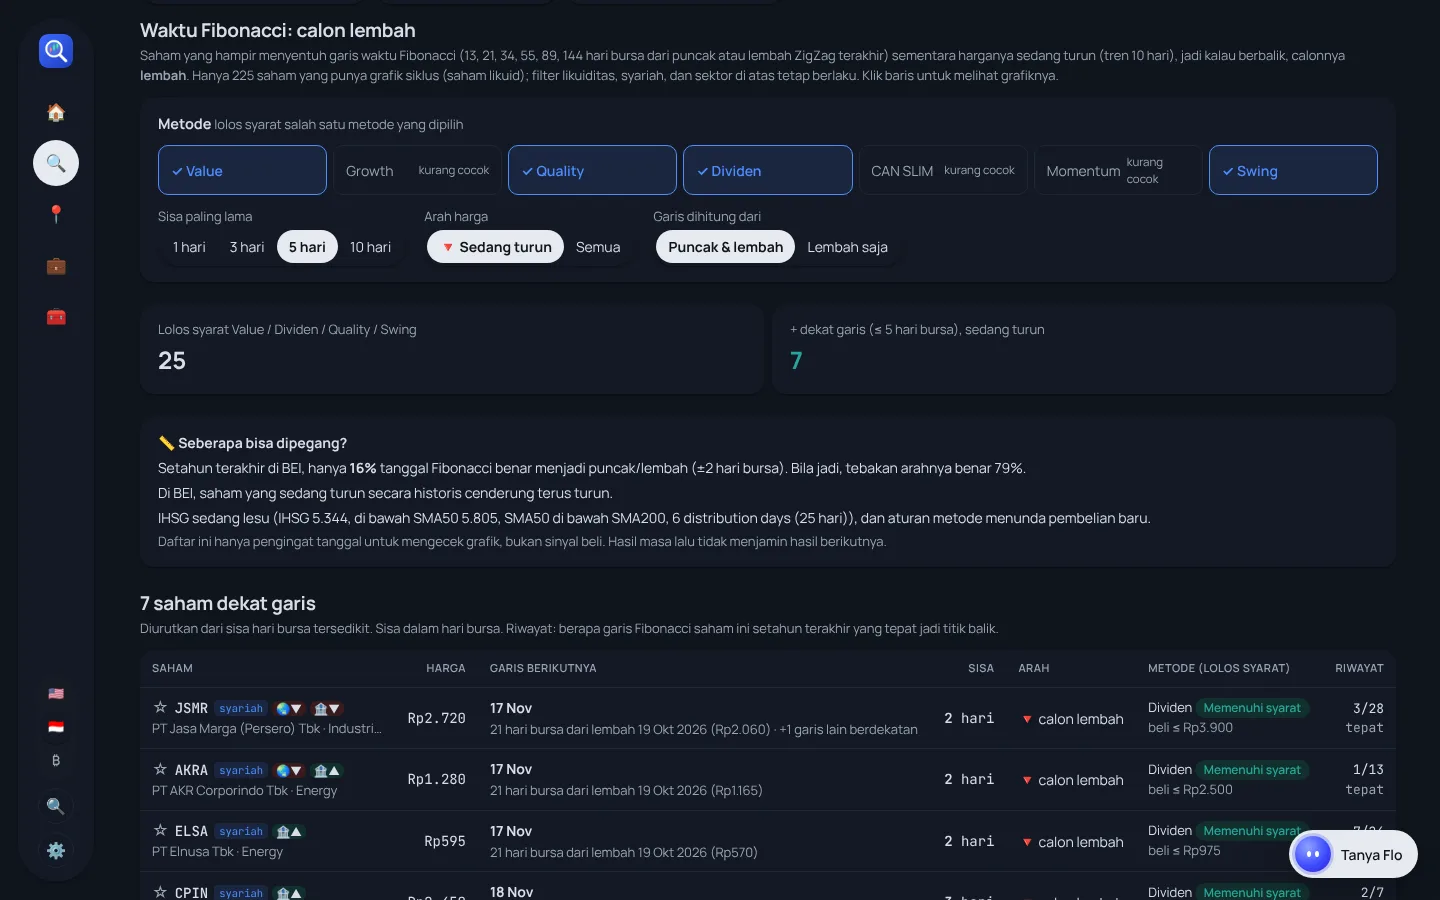 Waktu Fibonacci: calon lembah
Saham yang hampir menyentuh garis waktu Fibonacci (13, 21, 34, 55, 89, 144 hari bursa dari puncak atau lembah ZigZag terakhir) sementara harganya sedang turun (tren 10 hari), jadi kalau berbalik, calonnya
lembah. Hanya 225 saham yang punya grafik siklus (saham likuid); filter likuiditas, syariah, dan sektor di atas tetap berlaku. Klik baris untuk melihat grafiknya.
Metode lolos syarat salah satu metode yang dipilih
✓ Value
Growth kurang cocok
✓ Quality
✓ Dividen
CAN SLIM kurang cocok
Momentum kurang cocok
✓ Swing
Sisa paling lama
1 hari 3 hari 5 hari 10 hari
Arah harga
▼ Sedang turun Semua
Garis dihitung dari
Puncak & lembah Lembah saja
Lolos syarat Value / Dividen / Quality / Swing
25
+ dekat garis (≤ 5 hari bursa), sedang turun
7
Seberapa bisa dipegang?
Setahun terakhir di BEI, hanya 16% tanggal Fibonacci benar menjadi puncak/lembah (±2 hari bursa). Bila jadi, tebakan arahnya benar 79%.
Di BEI, saham yang sedang turun secara historis cenderung terus turun.
IHSG sedang lesu (IHSG 5.344, di bawah SMA50 5.805, SMA50 di bawah SMA200, 6 distribution days (25 hari)), dan aturan metode menunda pembelian baru.
Daftar ini hanya pengingat tanggal untuk mengecek grafik, bukan sinyal beli. Hasil masa lalu tidak menjamin hasil berikutnya.
7 saham dekat garis
Diurutkan dari sisa hari bursa tersedikit. Sisa dalam hari bursa. Riwayat: berapa garis Fibonacci saham ini setahun terakhir yang tepat jadi titik balik.
SAHAM HARGA GARIS BERIKUTNYA SISA ARAH METODE (LOLOS SYARAT) RIWAYAT
☆ JSMR syariah ▼ ▼
PT Jasa Marga (Persero) Tbk · Industri…
Rp2.720
17 Nov
21 hari bursa dari lembah 19 Okt 2026 (Rp2.060) · +1 garis lain berdekatan
2 hari
▼ calon lembah
Dividen Memenuhi syarat
beli ≤ Rp3.900
3/28
tepat
☆ AKRA syariah ▼ ▲
PT AKR Corporindo Tbk · Energy
Rp1.280
17 Nov
21 hari bursa dari lembah 19 Okt 2026 (Rp1.165)
2 hari
▼ calon lembah
Dividen Memenuhi syarat
beli ≤ Rp2.500
1/13
tepat
☆ ELSA syariah ▲
PT Elnusa Tbk · Energy
Rp595
17 Nov
21 hari bursa dari lembah 19 Okt 2026 (Rp570)
2 hari
▼ calon lembah
Dividen Memenuhi syarat
beli ≤ Rp975
Tanya Flo
☆ CPIN syariah ▲
18 Nov
Dividen Memenuhi syarat
2/7